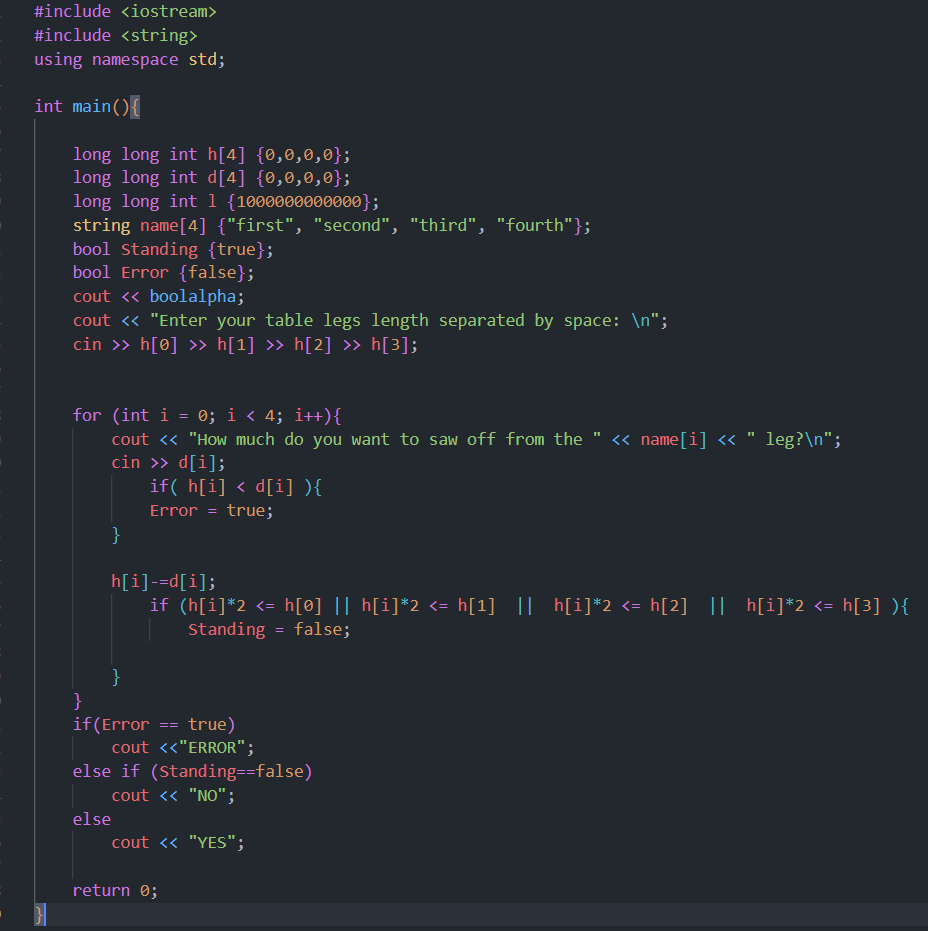 #include <iostream>
#include <string>
using namespace std;
int main(){
long long int h[4] {0,0,0,0};
long long int d[4] {0,0,0,0};
long long int l {1000000000000};
string name[4] {"first", "second", "third", "fourth"};
bool Standing {true};
bool Error {false};
cout << boolalpha;
cout << "Enter your table legs length separated by space: \n";
cin >> h[0] >> h[1] >> h[2] >> h[3];
for (int i = 0; i < 4; i++){
cout << "How much do you want to saw off from the " << name[i] << " leg?\n";
cin >> d[i];
if( h[i] < d[i] ){
Error = true;
}
h[i]-=d[i];
if (h[i]*2 <= h[0] || h[i]*2 <= h[1]  ||  h[i]*2 <= h[2]  ||  h[i]*2 <= h[3] ){
Standing = false;
}
}
if(Error == true)
cout <<"ERROR";
else if (Standing==false)
cout << "NO";
else
cout << "YES";
return 0;
}